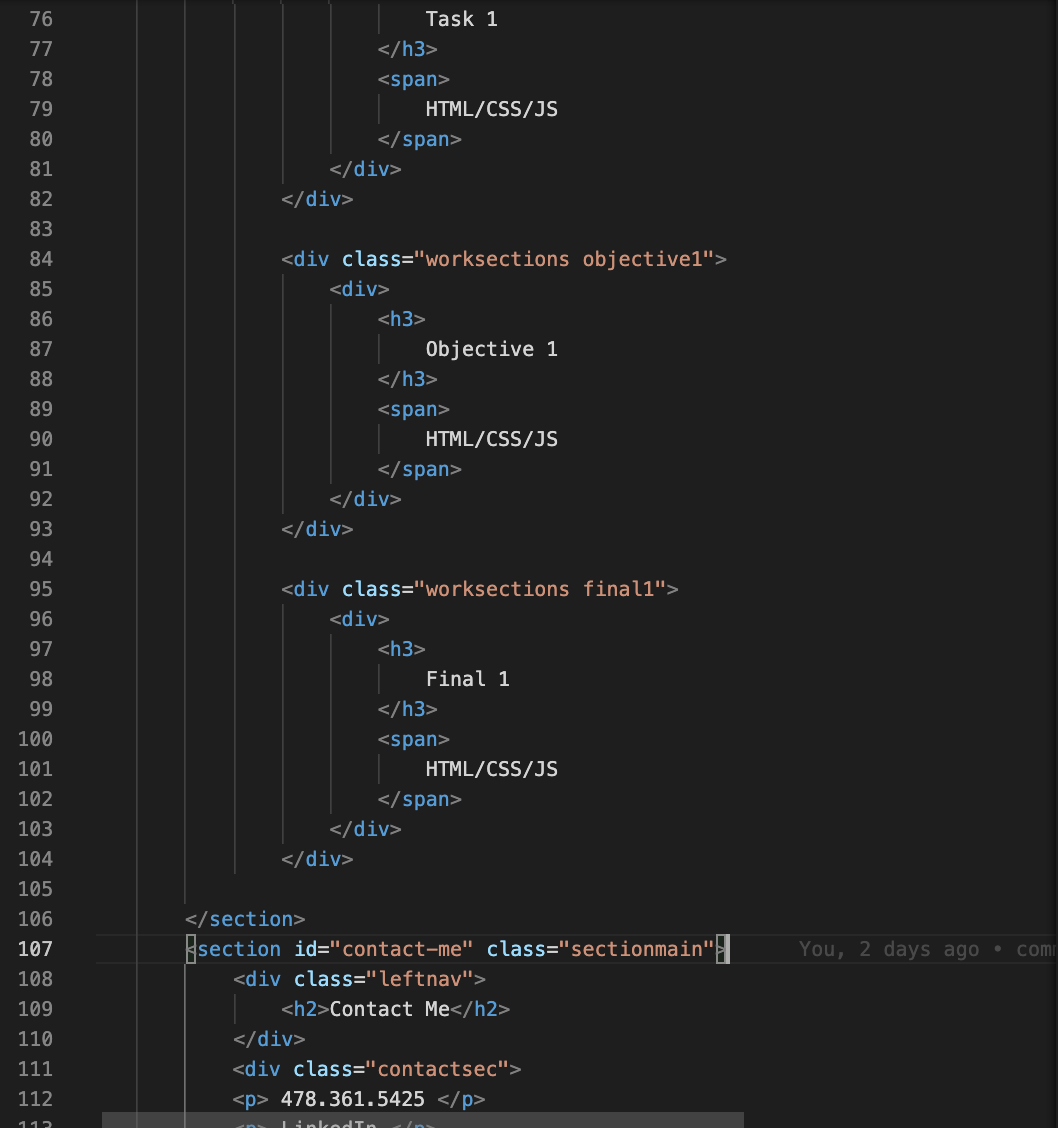 76 Task 1
77 </h3>
78 <span>
79 HTML/CSS/JS
80 </span>
81 </div>
82 </div>
83
84 <div class="worksections objective1">
85 <div>
86 <h3>
87 Objective 1
88 </h3>
89 <span>
90 HTML/CSS/JS
91 </span>
92 </div>
93 </div>
94
95 <div class="worksections final1">
96 <div>
97 <h3>
98 Final 1
99 </h3>
100 <span>
101 HTML/CSS/JS
102 </span>
103 </div>
104 </div>
105
106 </section>
107 <section id="contact-me" class="sectionmain"> You, 2 days ago • com
108 <div class="leftnav">
109 <h2>Contact Me</h2>
110 </div>
111 <div class="contactsec">
112 <p> 478.361.5425 </p>
113 <p> LinkedIn </p>